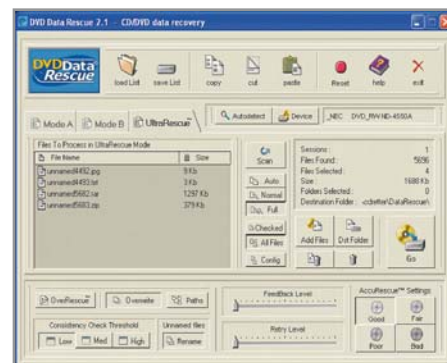 DVD Data Rescue 2.1 - CD/DVD data recovery
DVDData Rescue
load List save List copy cut paste Reset help exit
Mode A Mode B UltraRescue™ Autodetect Device _NEC DVD_RW ND-4550A
Files To Process in UltraRescue Mode
File Name Size
unnamed4492.jpg 9 Kb
unnamed4493.txt 3 Kb
unnamed5682.rar 1297 Kb
unnamed5683.zip 379 Kb
Scan
Auto
Normal
Full
Checked
All Files
Config
Sessions : 1
Files Found : 5696
Files Selected : 4
Size : 1688 Kb
Folders Selected : 0
Destination Folder : \DataRescue\
Add Files Dst Folder
Go
OverRescue™ Overwrite Paths
Consistency Check Threshold
Low Med High
Unnamed files
Rename
FeedBack Level
Retry Level
AccuRescue™ Settings
Good Fair
Poor Bad